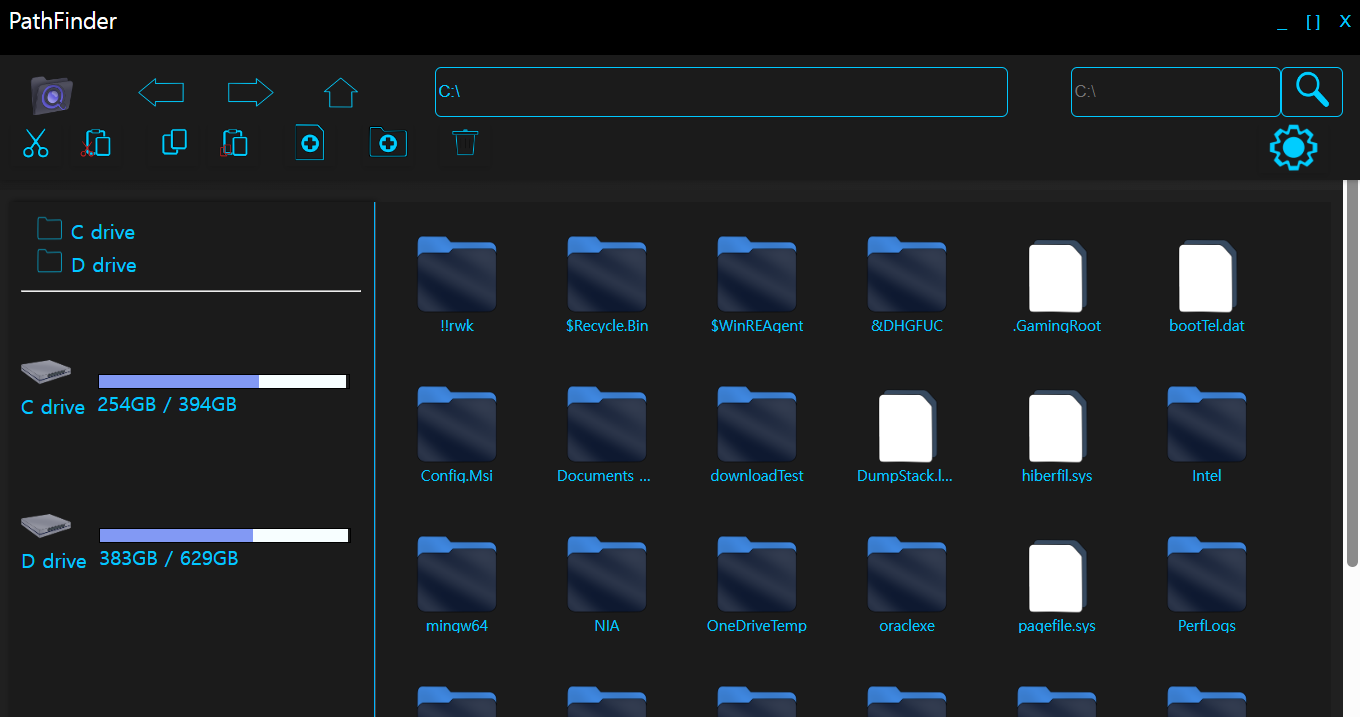 PathFinder
_ [] X
C:\
C:\
C drive
D drive
C drive 254GB / 394GB
D drive 383GB / 629GB
!!rwk $Recycle.Bin $WinREAgent &DHGFUC .GamingRoot bootTel.dat
Config.Msi Documents ... downloadTest DumpStack.l... hiberfil.sys Intel
mingw64 NIA OneDriveTemp oraclexe pagefile.sys PerfLogs